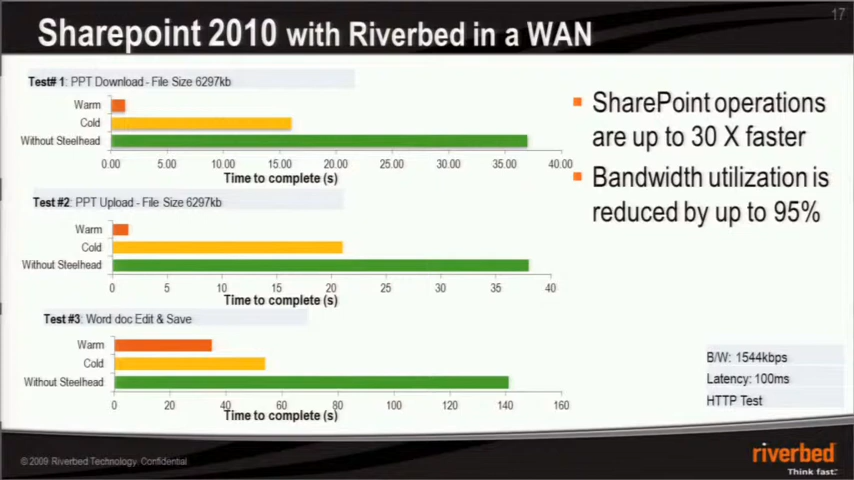 17
Sharepoint 2010 with Riverbed in a WAN
Test# 1: PPT Download - File Size 6297kb
Warm
Cold
Without Steelhead
0.00 5.00 10.00 15.00 20.00 25.00 30.00 35.00 40.00
Time to complete (s)
Test #2: PPT Upload - File Size 6297kb
Warm
Cold
Without Steelhead
0 5 10 15 20 25 30 35 40
Time to complete (s)
Test #3: Word doc Edit & Save
Warm
Cold
Without Steelhead
0 20 40 60 80 100 120 140 160
Time to complete (s)
SharePoint operations
are up to 30 X faster
Bandwidth utilization is
reduced by up to 95%
B/W: 1544kbps
Latency: 100ms
HTTP Test
© 2009 Riverbed Technology. Confidential
riverbed
Think fast.™